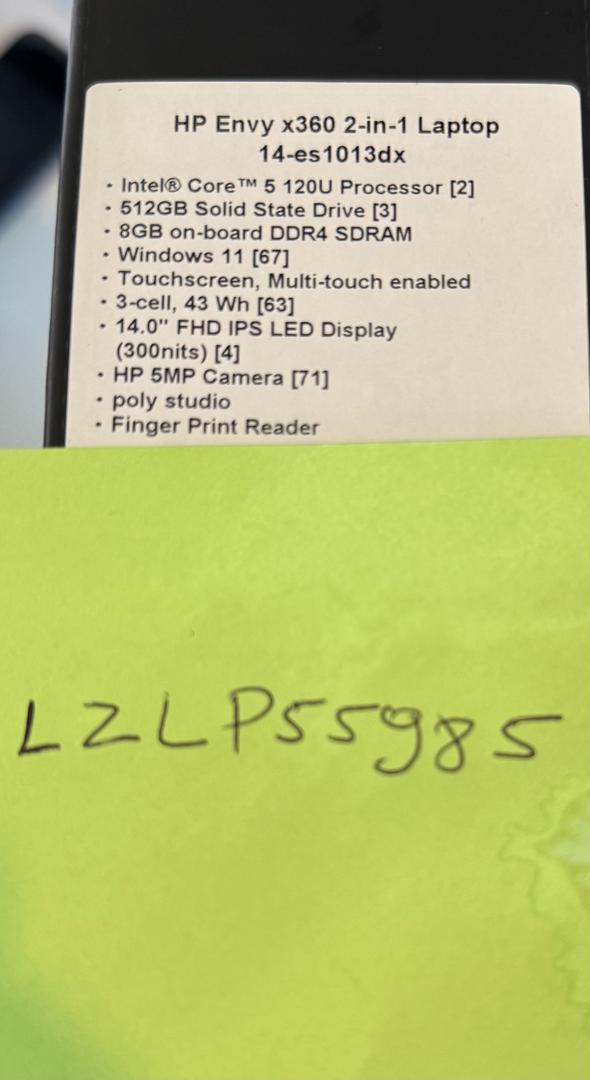 HP Envy x360 2-in-1 Laptop
14-es1013dx
· Intel® Core™ 5 120U Processor [2]
· 512GB Solid State Drive [3]
· 8GB on-board DDR4 SDRAM
· Windows 11 [67]
· Touchscreen, Multi-touch enabled
· 3-cell, 43 Wh [63]
· 14.0" FHD IPS LED Display
(300nits) [4]
· HP 5MP Camera [71]
· poly studio
· Finger Print Reader
LZLP55985